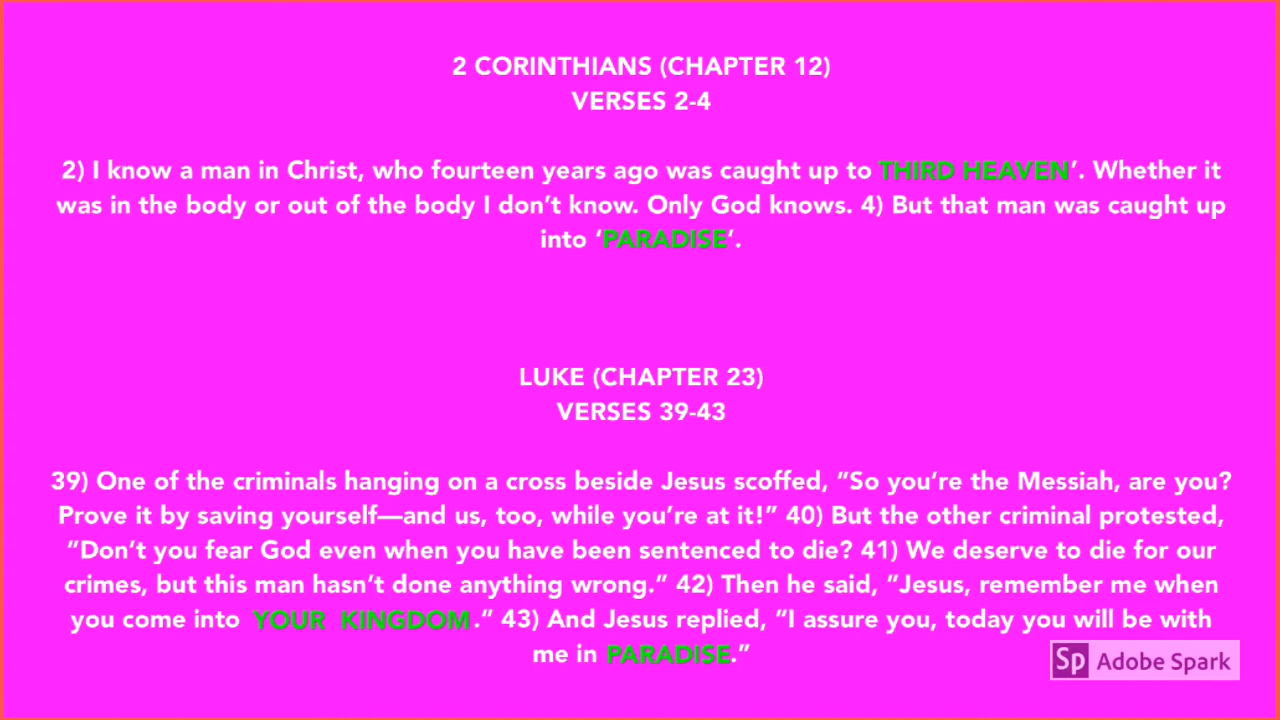 2 CORINTHIANS (CHAPTER 12)
VERSES 2-4
2) I know a man in Christ, who fourteen years ago was caught up to THIRD HEAVEN’. Whether it
was in the body or out of the body I don’t know. Only God knows. 4) But that man was caught up
into ‘PARADISE’.
LUKE (CHAPTER 23)
VERSES 39-43
39) One of the criminals hanging on a cross beside Jesus scoffed, “So you’re the Messiah, are you?
Prove it by saving yourself—and us, too, while you’re at it!” 40) But the other criminal protested,
“Don’t you fear God even when you have been sentenced to die? 41) We deserve to die for our
crimes, but this man hasn’t done anything wrong.” 42) Then he said, “Jesus, remember me when
you come into YOUR KINGDOM.” 43) And Jesus replied, “I assure you, today you will be with
me in PARADISE.”
Sp Adobe Spark